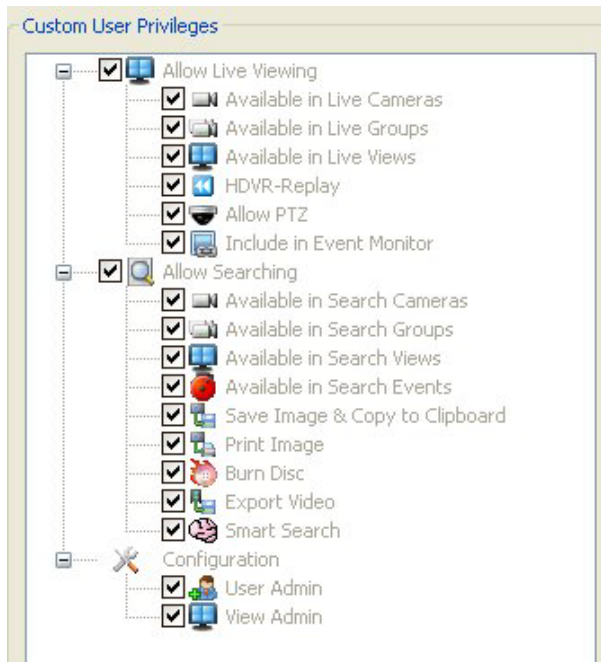 Custom User Privileges
Allow Live Viewing
Available in Live Cameras
Available in Live Groups
Available in Live Views
HDVR-Replay
Allow PTZ
Include in Event Monitor
Allow Searching
Available in Search Cameras
Available in Search Groups
Available in Search Views
Available in Search Events
Save Image & Copy to Clipboard
Print Image
Burn Disc
Export Video
Smart Search
Configuration
User Admin
View Admin